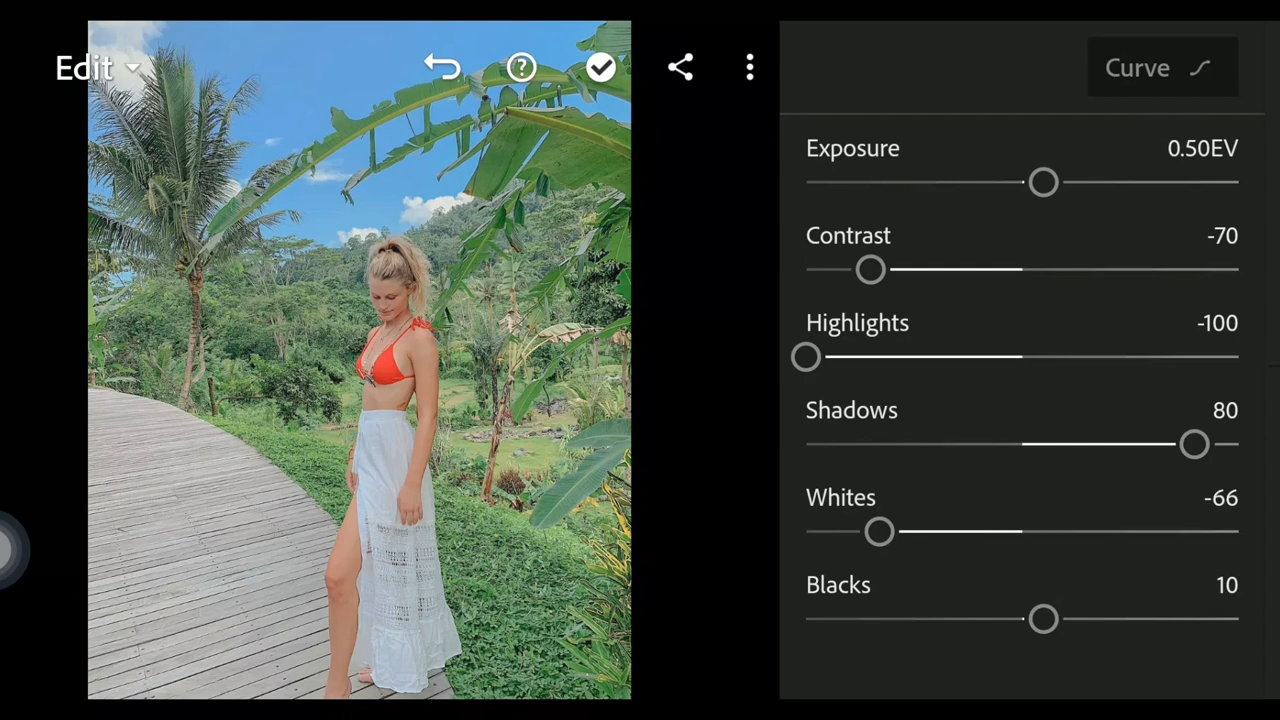 Edit
Curve
Exposure 0.50EV
Contrast -70
Highlights -100
Shadows 80
Whites -66
Blacks 10